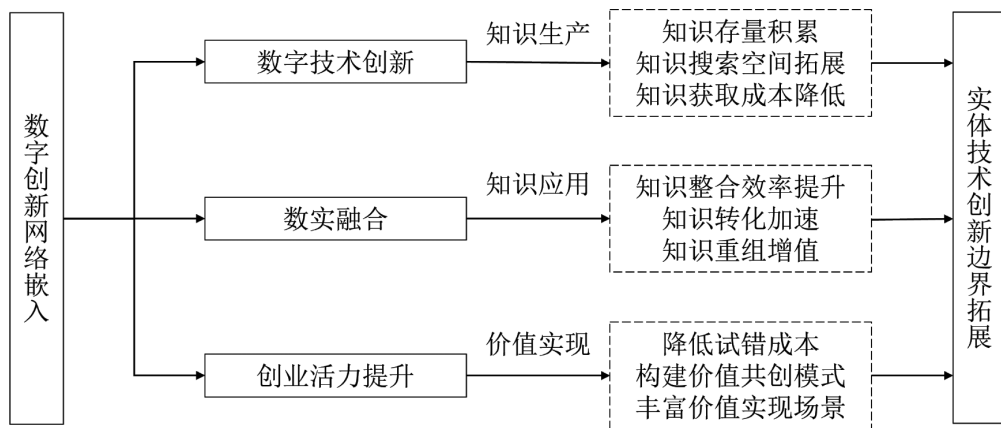 数字创新网络嵌入
数字技术创新
知识生产
知识存量积累
知识搜索空间拓展
知识获取成本降低
数实融合
知识应用
知识整合效率提升
知识转化加速
知识重组增值
创业活力提升
价值实现
降低试错成本
构建价值共创模式
丰富价值实现场景
实体技术创新边界拓展